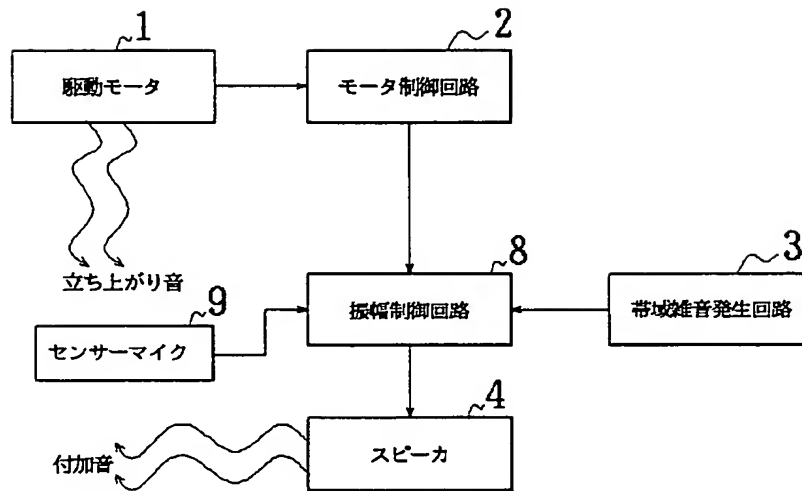 1
駆動モータ
2
モータ制御回路
立ち上がり音
8
振幅制御回路
3
帯域雑音発生回路
9
センサーマイク
4
スピーカ
付加音